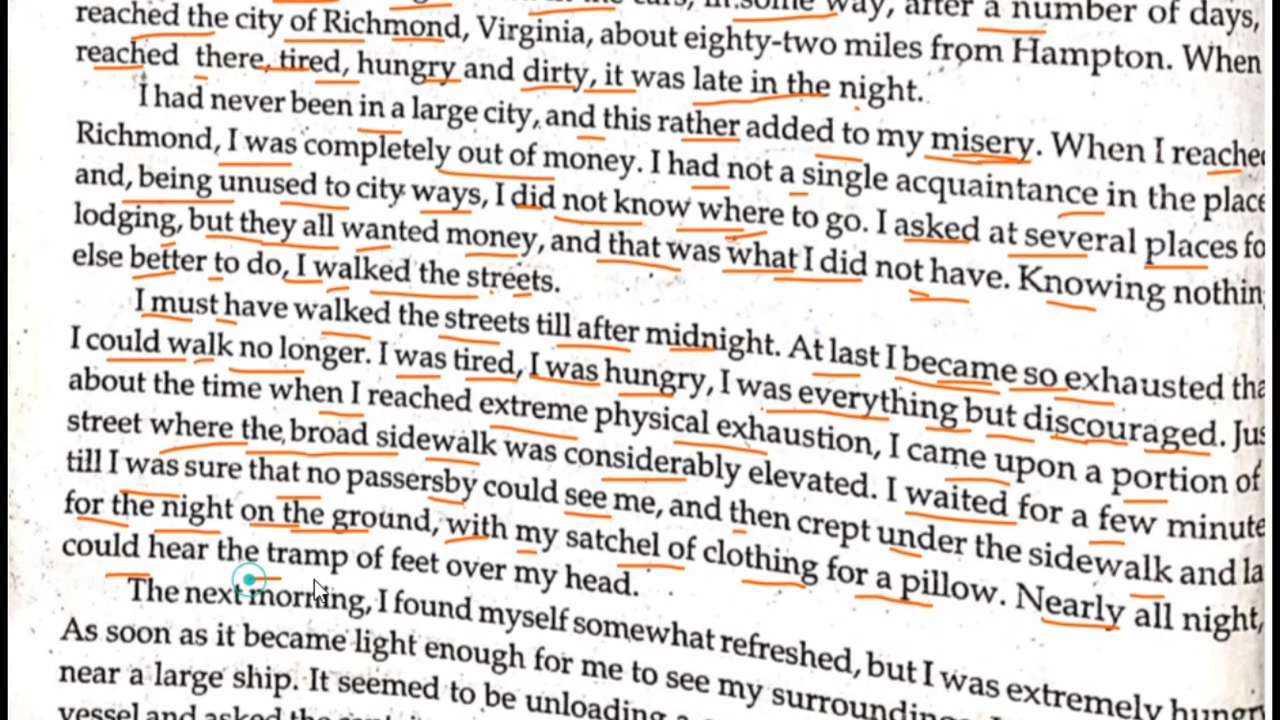 in some way, after a number of days,
reached the city of Richmond, Virginia, about eighty-two miles from Hampton. When
reached there, tired, hungry and dirty, it was late in the night.
I had never been in a large city, and this rather added to my misery. When I reache
Richmond, I was completely out of money. I had not a single acquaintance in the plac
and, being unused to city ways, I did not know where to go. I asked at several places fo
lodging, but they all wanted money, and that was what I did not have. Knowing nothin
else better to do, I walked the streets.
I must have walked the streets till after midnight. At last I became so exhausted tha
I could walk no longer. I was tired, I was hungry, I was everything but discouraged. Jus
about the time when I reached extreme physical exhaustion, I came upon a portion of
street where the broad sidewalk was considerably elevated. I waited for a few minute
till I was sure that no passersby could see me, and then crept under the sidewalk and la
for the night on the ground, with my satchel of clothing for a pillow. Nearly all night,
could hear the tramp of feet over my head.
The next morning, I found myself somewhat refreshed, but I was extremely hungry
As soon as it became light enough for me to see my surroundings
near a large ship. It seemed to be unloading a
vessel and asked the